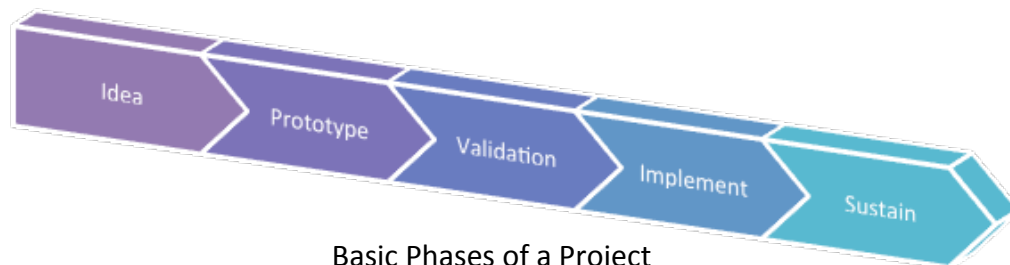 Idea
Prototype
Validation
Implement
Sustain
Basic Phases of a Project